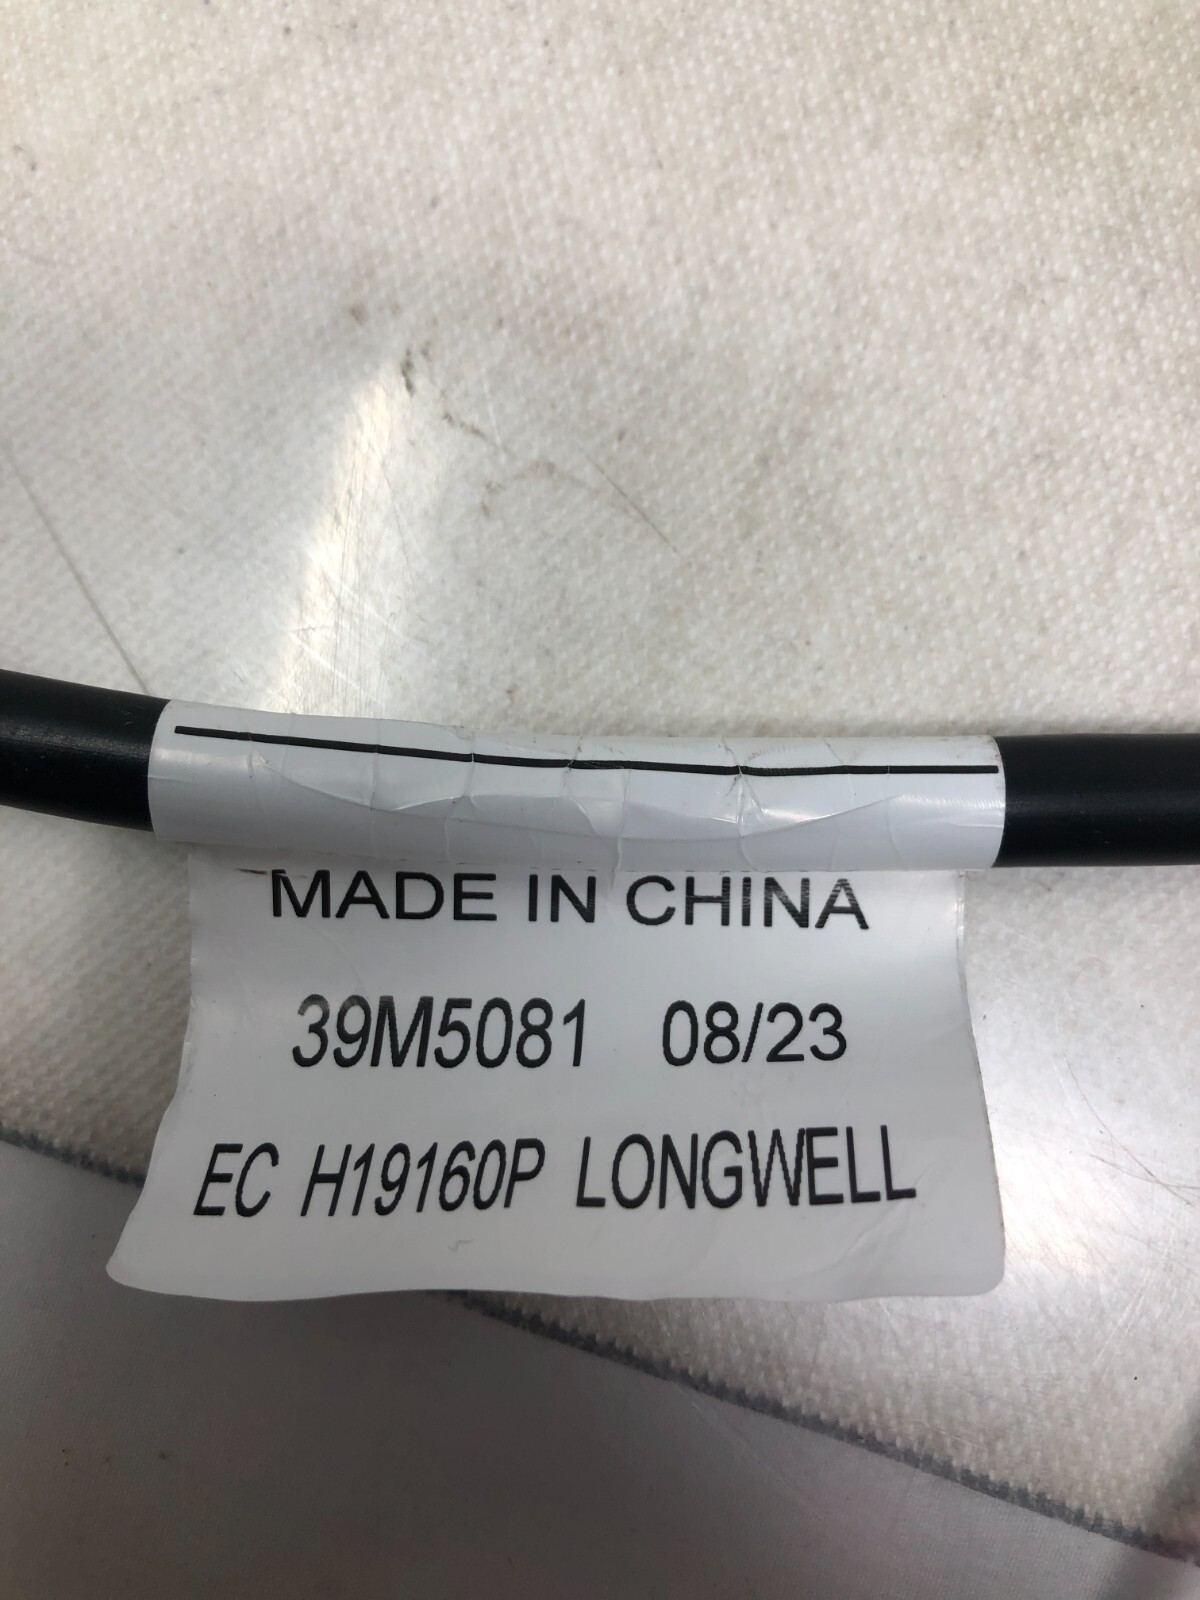 MADE IN CHINA
39M5081 08/23
EC H19160P LONGWELL